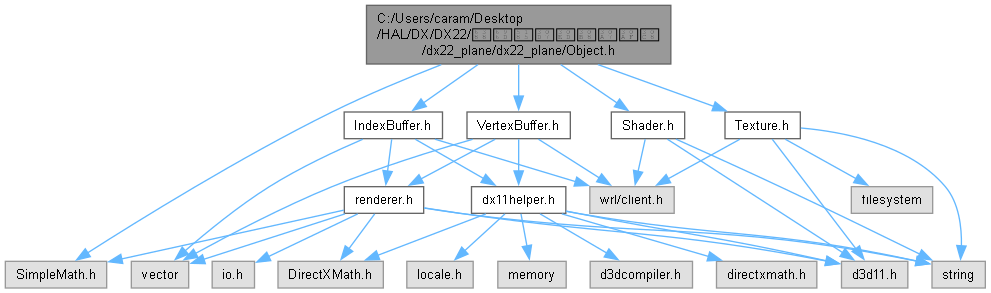 C:/Users/caram/Desktop
/HAL/DX/DX22/
/dx22_plane/dx22_plane/Object.h
IndexBuffer.h
VertexBuffer.h
Shader.h
Texture.h
renderer.h
dx11helper.h
wrl/client.h
filesystem
SimpleMath.h
vector
io.h
DirectXMath.h
locale.h
memory
d3dcompiler.h
directxmath.h
d3d11.h
string